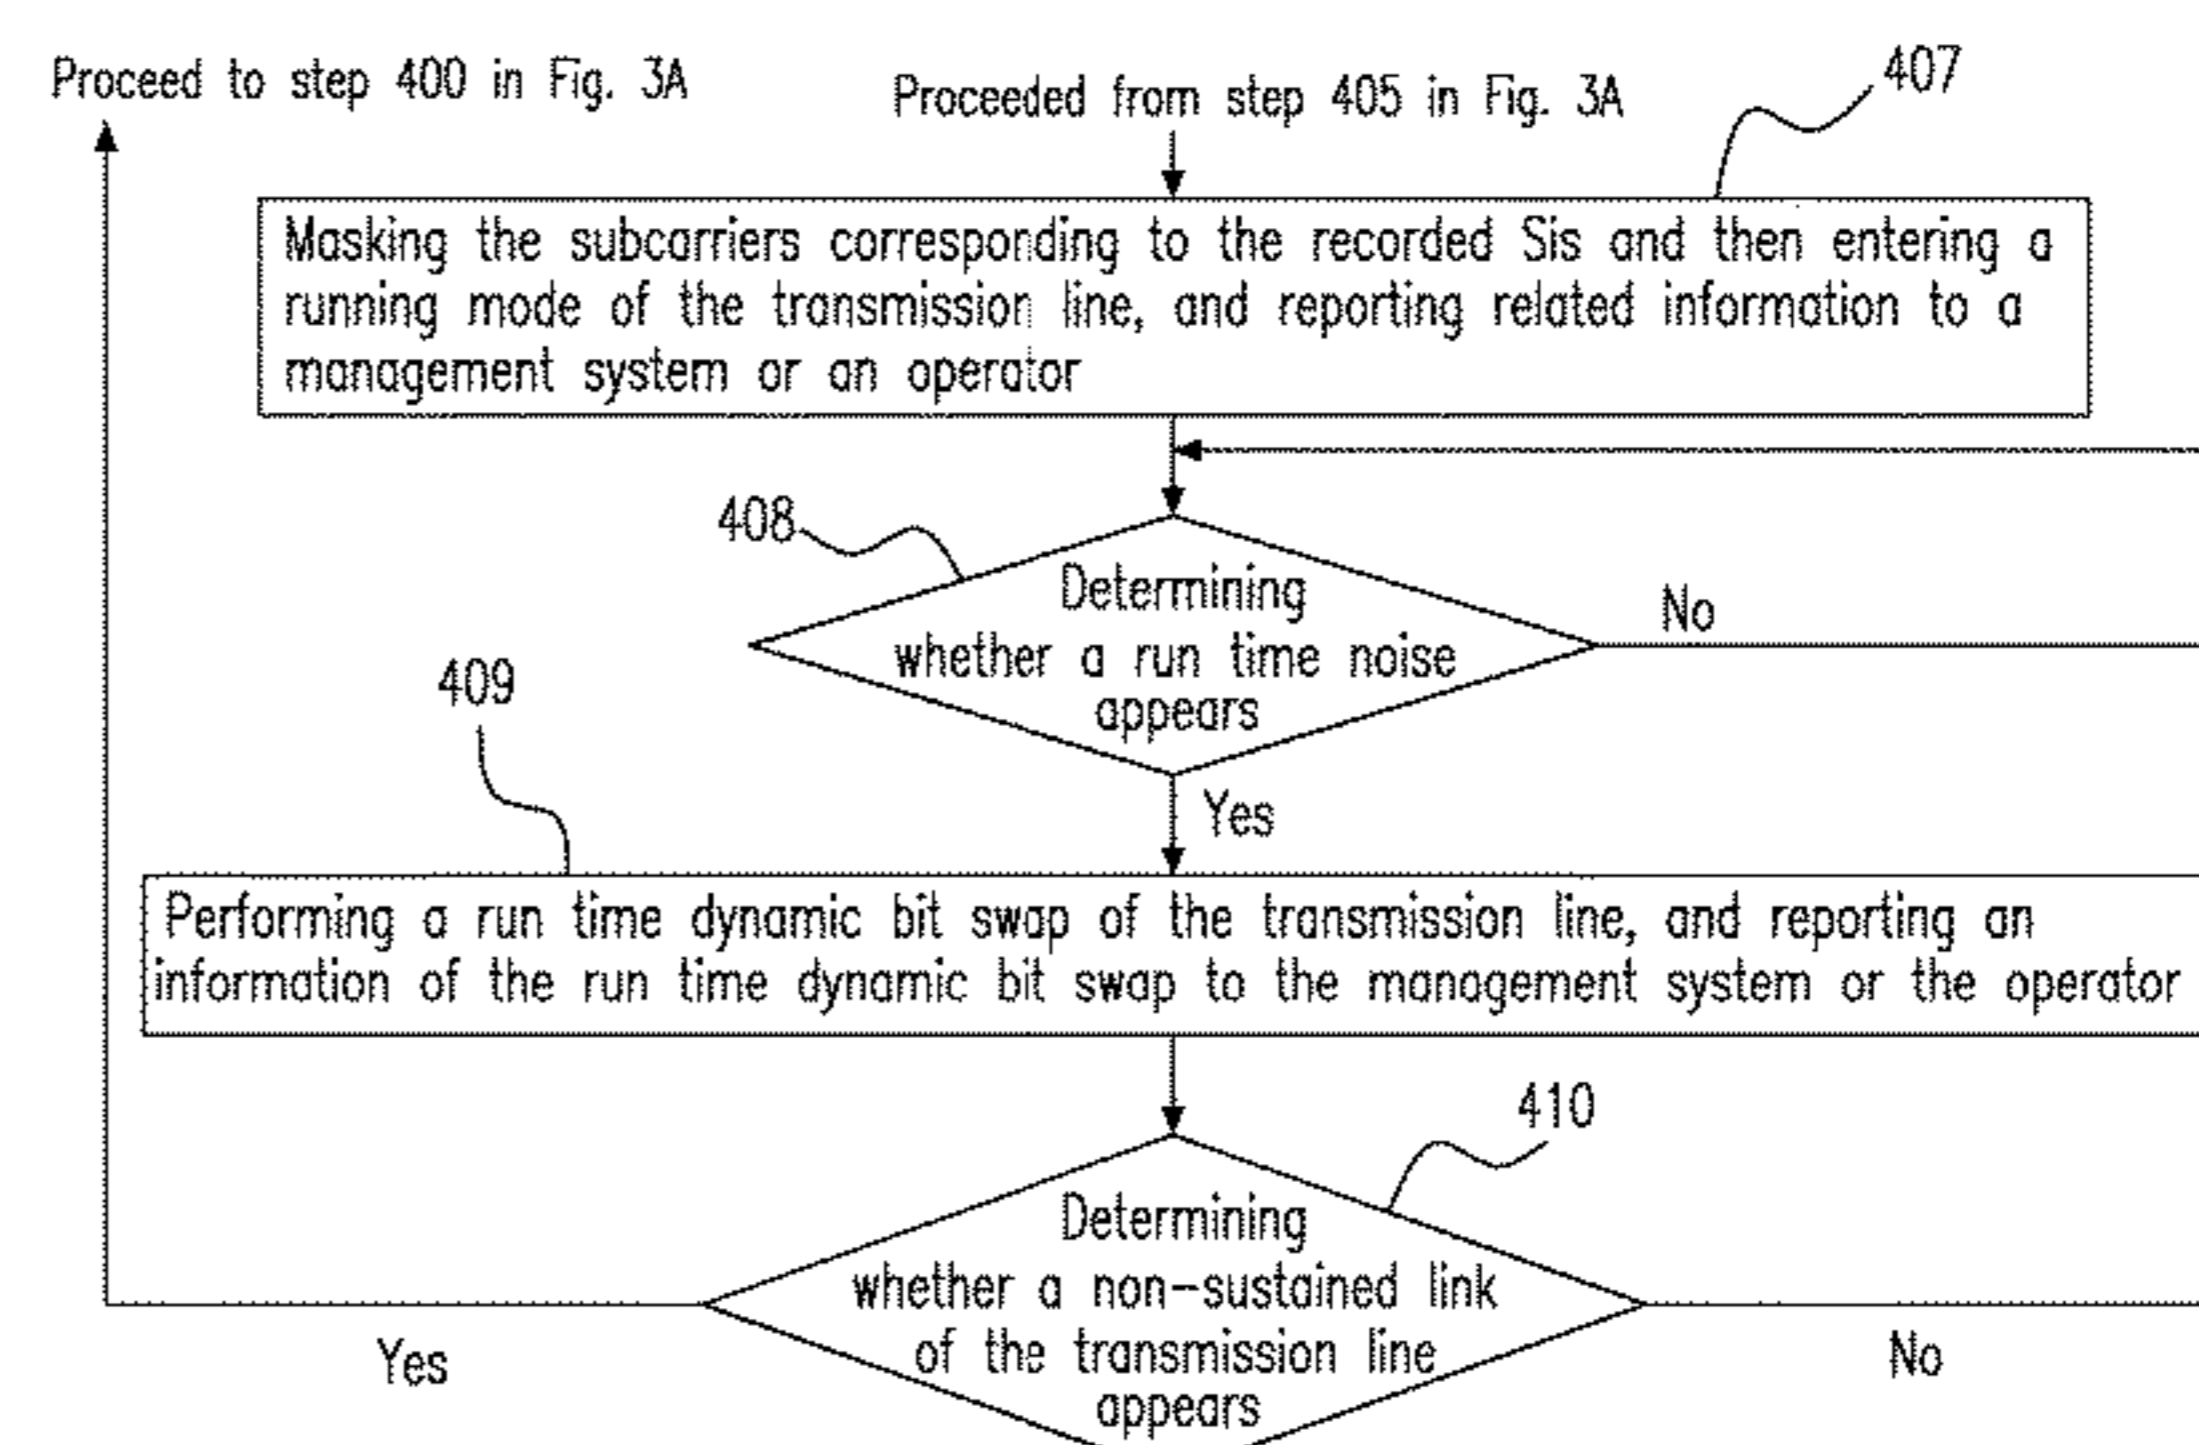 Proceed to step 400 in Fig. 3A
Proceeded from step 405 in Fig. 3A
407
Masking the subcarriers corresponding to the recorded Sis and then entering a
running mode of the transmission line, and reporting related information to a
management system or an operator
408
Determining
whether a run time noise
appears
No
409
Yes
Performing a run time dynamic bit swap of the transmission line, and reporting an
information of the run time dynamic bit swap to the management system or the operator
410
Determining
whether a non-sustained link
of the transmission line
appears
Yes
No